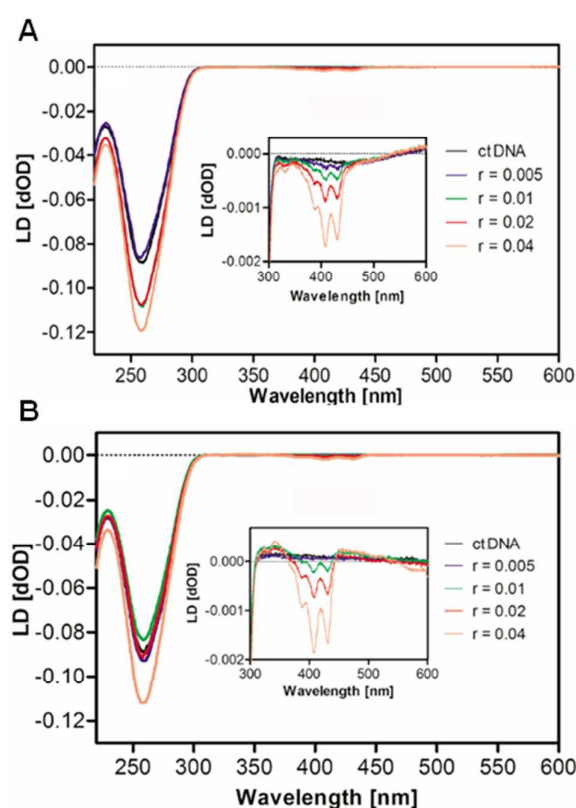 A
0.00
-0.02
-0.04
-0.06
-0.08
-0.10
-0.12
LD [dOD]
250 300 350 400 450 500 550 600
Wavelength [nm]
0.000
-0.001
-0.002
LD [dOD]
300 400 500 600
Wavelength [nm]
ctDNA
r = 0.005
r = 0.01
r = 0.02
r = 0.04
B
0.00
-0.02
-0.04
-0.06
-0.08
-0.10
-0.12
LD [dOD]
250 300 350 400 450 500 550 600
Wavelength [nm]
0.000
-0.001
-0.002
LD [dOD]
300 400 500 600
Wavelength [nm]
ctDNA
r = 0.005
r = 0.01
r = 0.02
r = 0.04